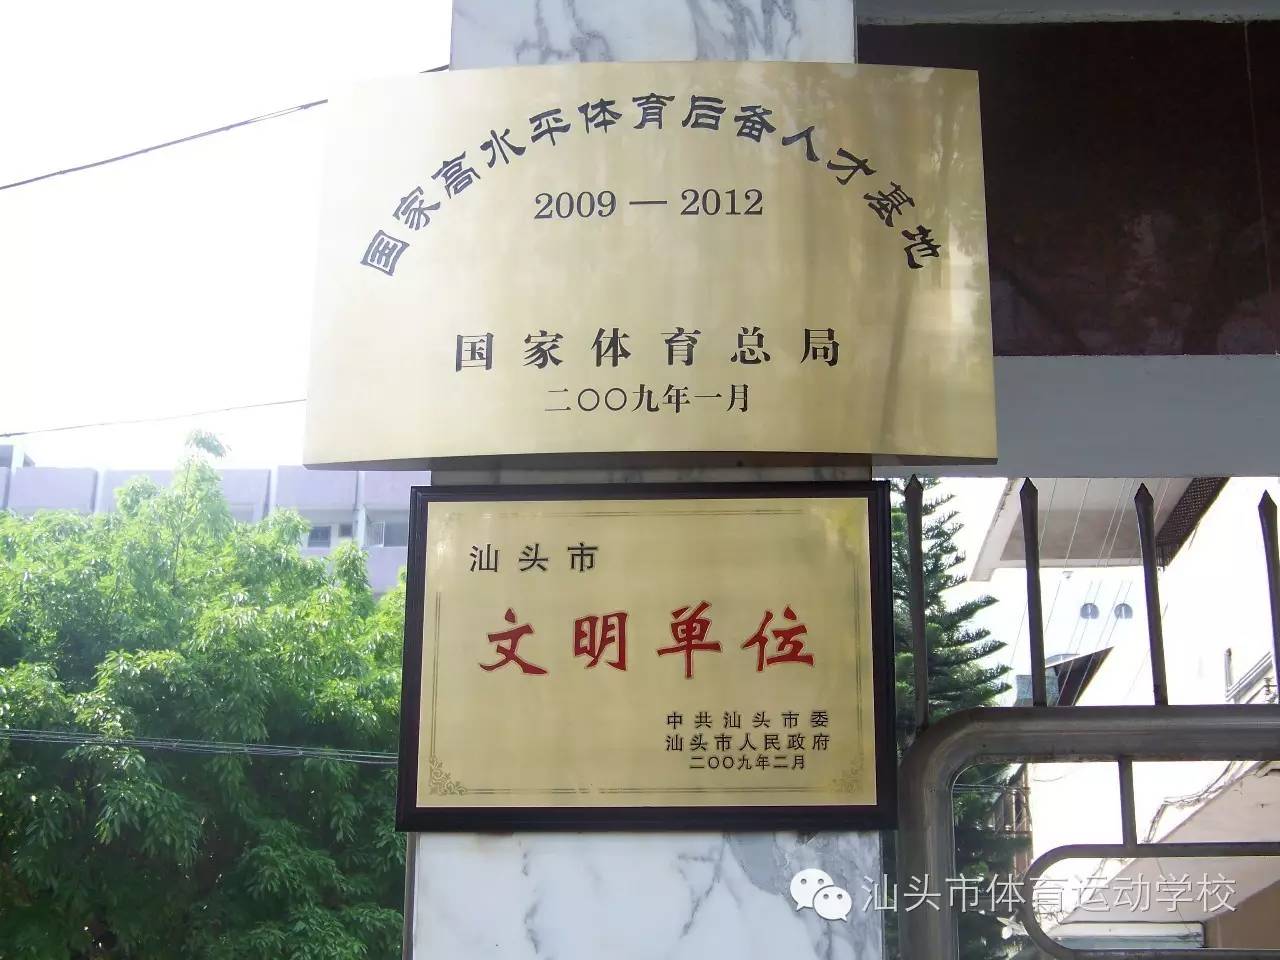 国家高水平体育后备人才基地
2009 — 2012
国家体育总局
二〇〇九年一月
汕头市
文明单位
中共汕头市委
汕头市人民政府
二〇〇九年二月
汕头市体育运动学校